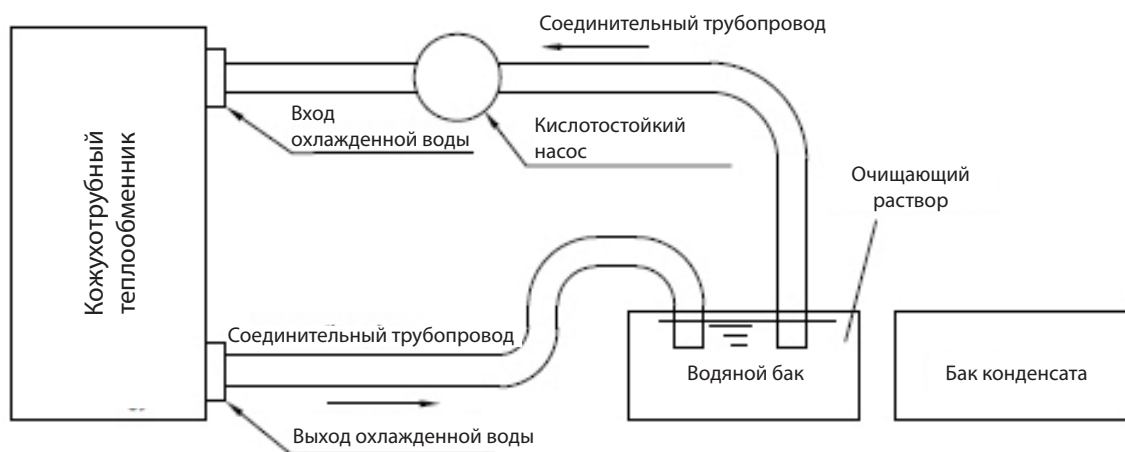 Соединительный трубопровод
Вход
охлажденной воды
Кислотостойкий
насос
Очищающий
раствор
Кожухотрубный
теплообменник
Соединительный трубопровод
Водяной бак
Бак конденсата
Выход охлажденной воды